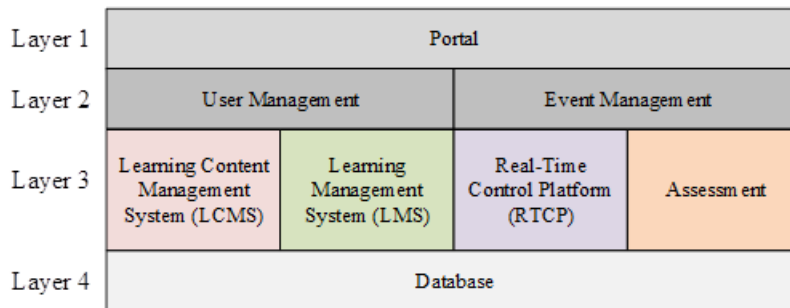 Layer 1
Portal
Layer 2
User Management
Event Management
Layer 3
Learning Content
Management
System (LCMS)
Learning
Management
System (LMS)
Real-Time
Control Platform
(RTCP)
Assessment
Layer 4
Database